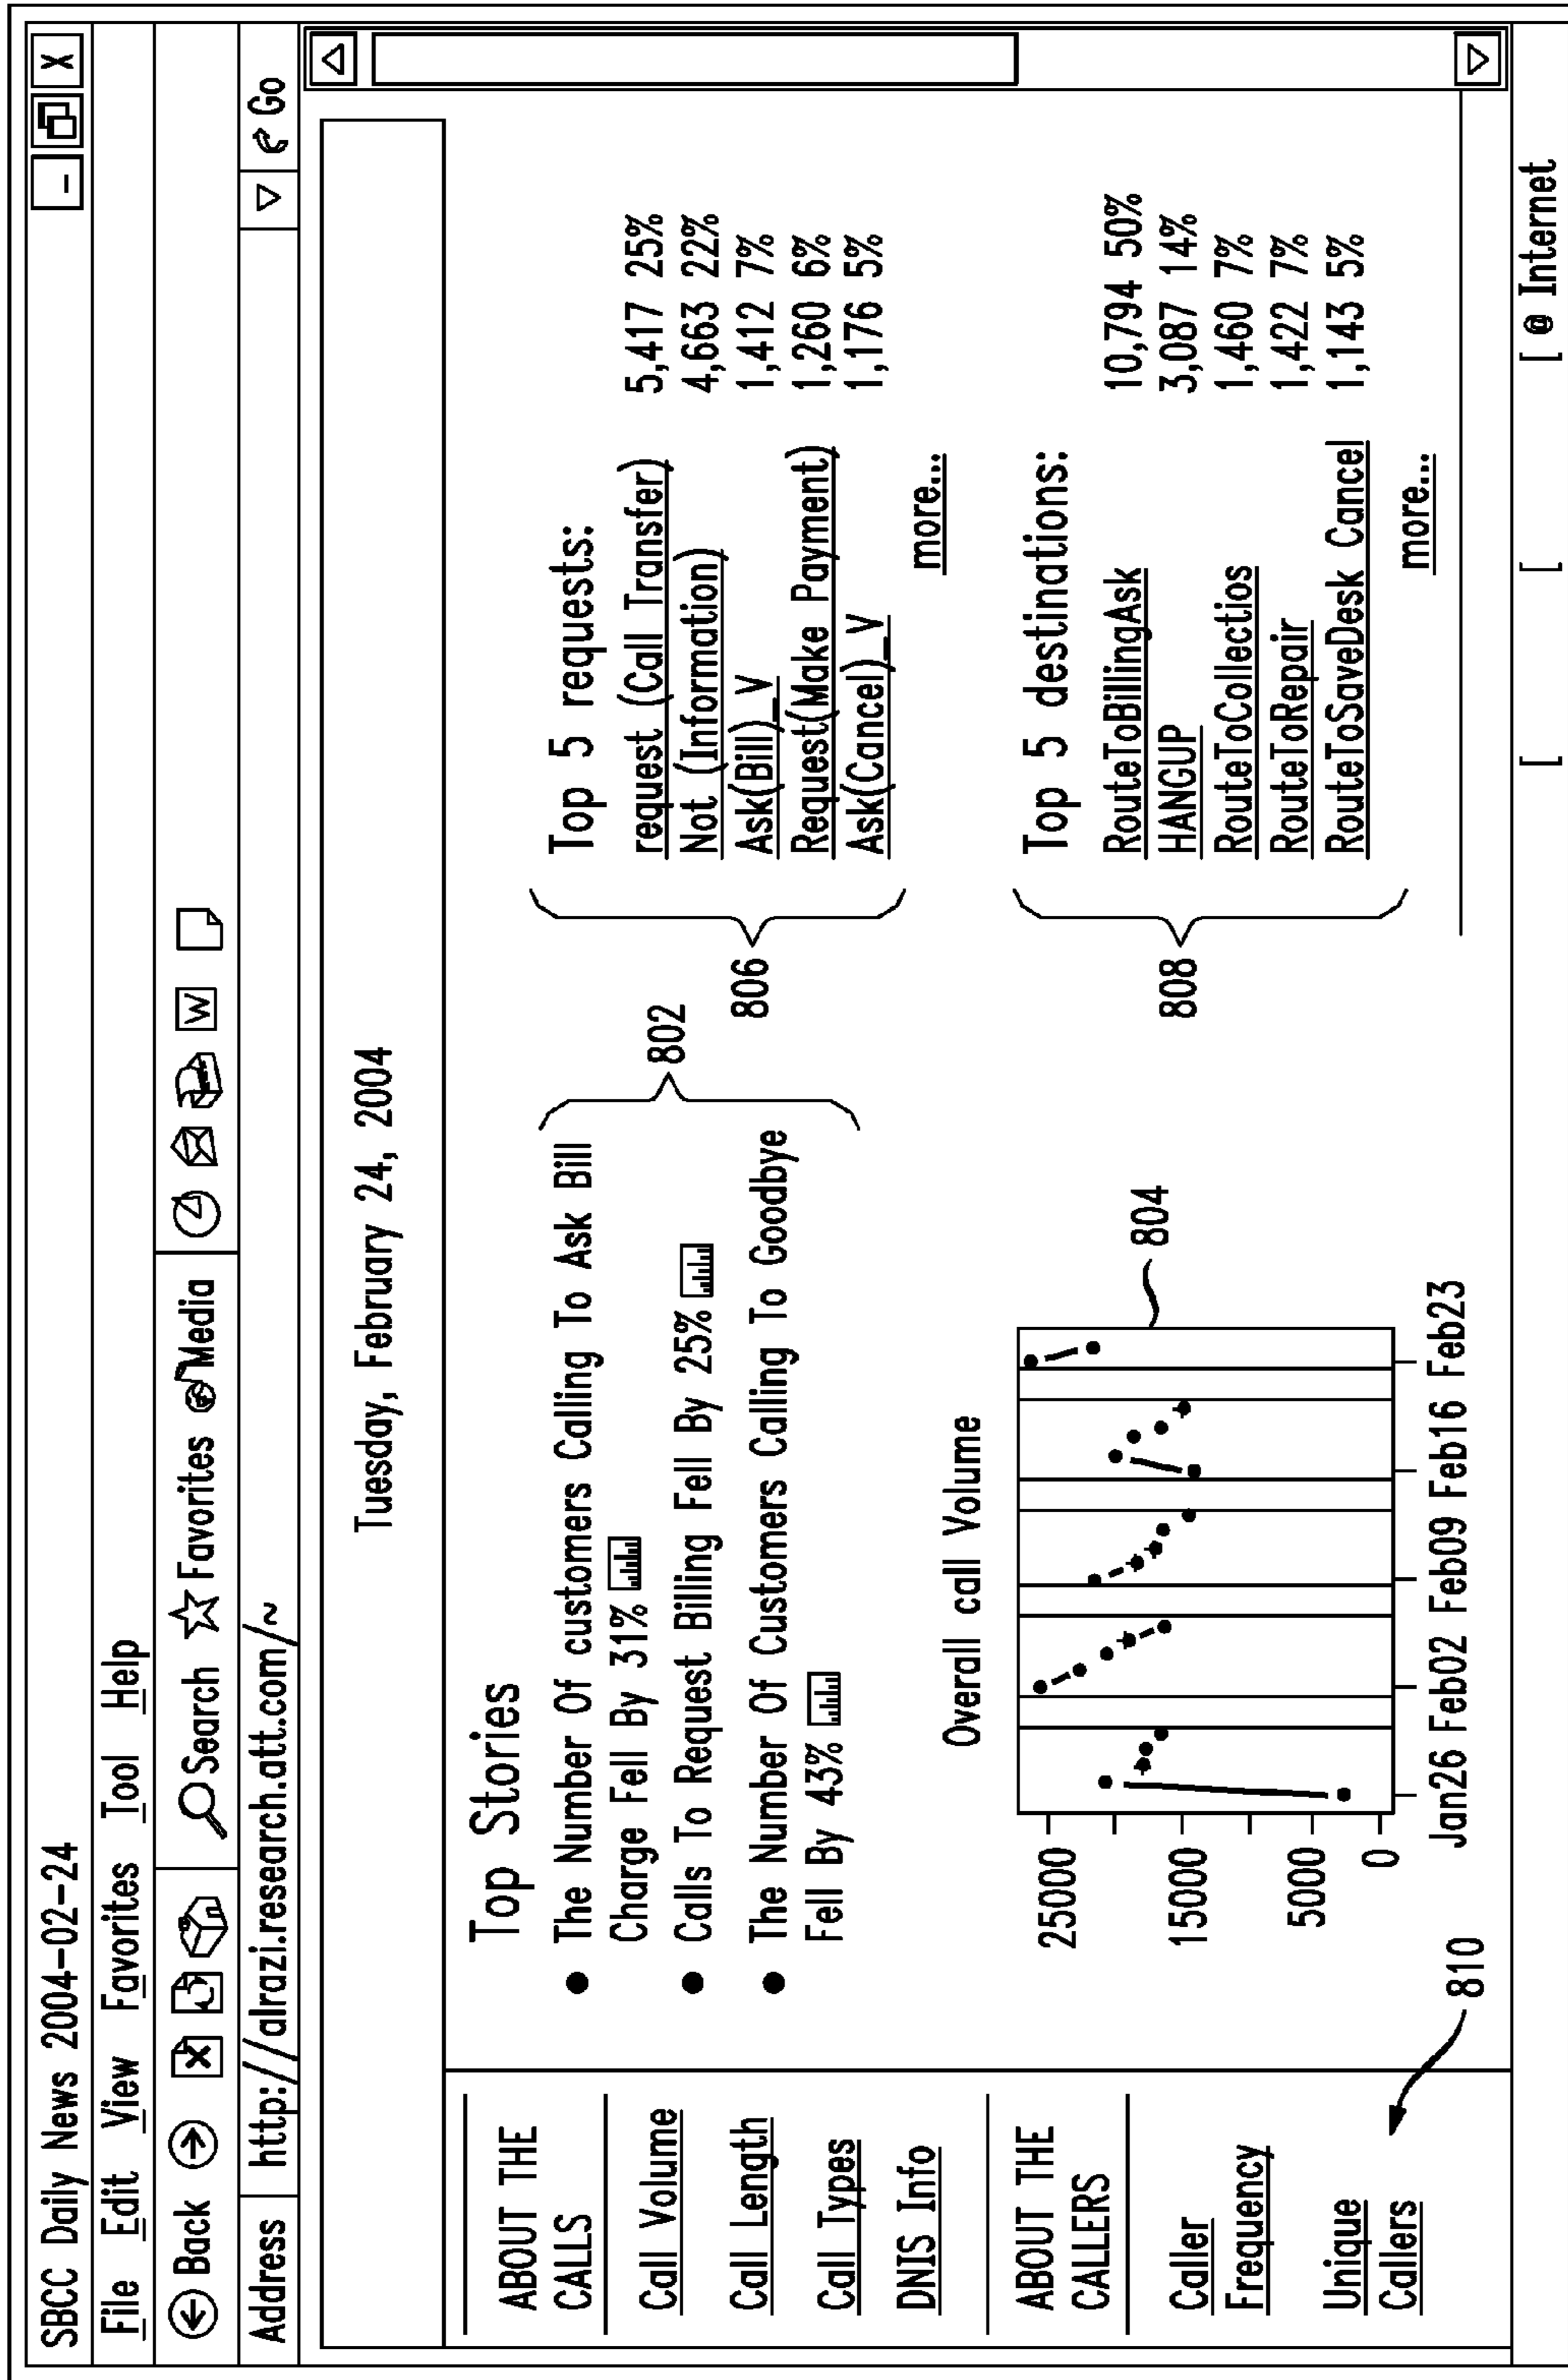 SBCC Daily News 2004-02-24
_ X
File Edit View Favorites Tool Help
Back Search Favorites Media W
Address http://alrazi.research.att.com/~ Go
Tuesday, February 24, 2004
ABOUT THE
CALLS
Call Volume
Call Length
Call Types
DNIS Info
ABOUT THE
CALLERS
Caller
Frequency
Unique
Callers
810
Top Stories
● The Number Of customers Calling To Ask Bill
Charge Fell By 31%
● Calls To Request Billing Fell By 25%
● The Number Of Customers Calling To Goodbye
Fell By 43%
802
Overall call Volume
25000
15000
5000
0
Jan26 Feb02 Feb09 Feb16 Feb23
804
Top 5 requests:
request (Call Transfer) 5,417 25%
Not (Information) 4,663 22%
Ask(Bill)_V 1,412 7%
Request(Make Payment) 1,260 6%
Ask(Cancel)_V 1,176 5%
more...
806
Top 5 destinations:
RouteToBillingAsk 10,794 50%
HANGUP 3,087 14%
RouteToCollectios 1,460 7%
RouteToRepair 1,422 7%
RouteToSaveDesk Cancel 1,143 5%
more...
808
[ [ [ @ Internet